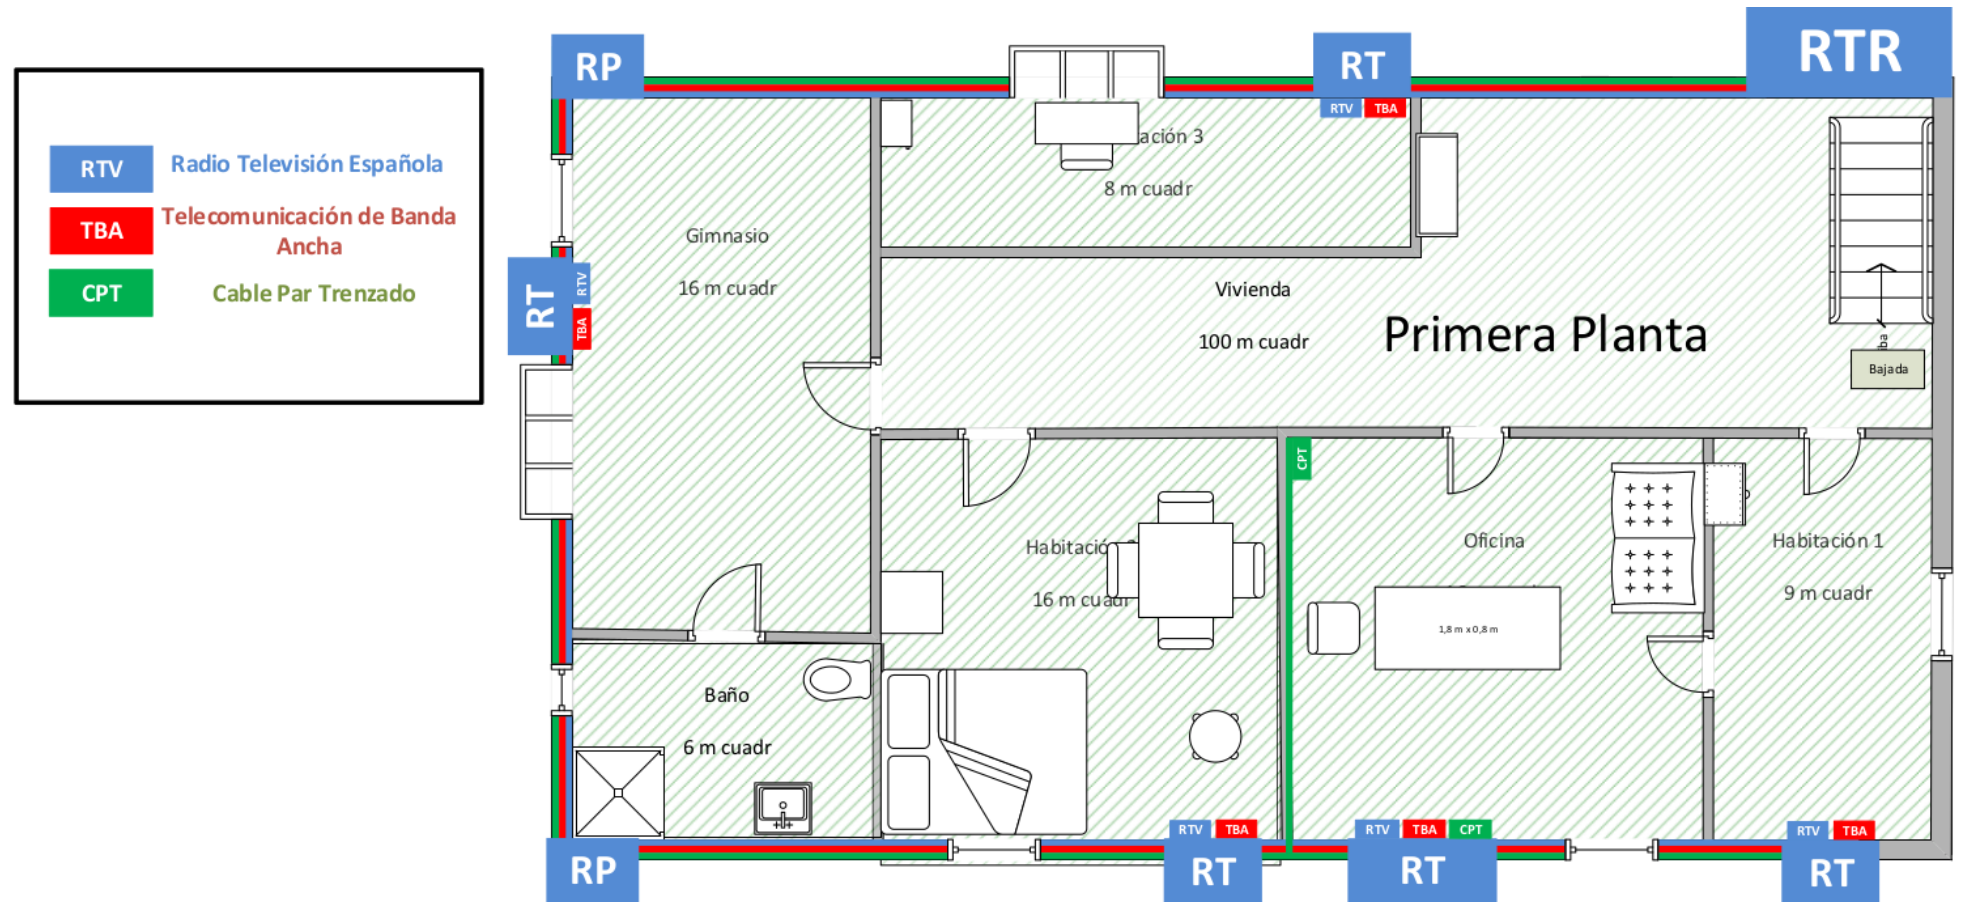 RP
RT
RTR
RTV
Radio Televisión Española
TBA
Telecomunicación de Banda
Ancha
CPT
Cable Par Trenzado
RTV TBA
ación 3
8 m cuadr
Gimnasio
16 m cuadr
RT
RTV
TBA
Vivienda
100 m cuadr
Primera Planta
iba
Bajada
CPT
Habitació
16 m cuadr
Oficina
1,8 m x 0,8 m
Habitación 1
9 m cuadr
Baño
6 m cuadr
RTV TBA
RTV TBA CPT
RTV TBA
RP
RT
RT
RT